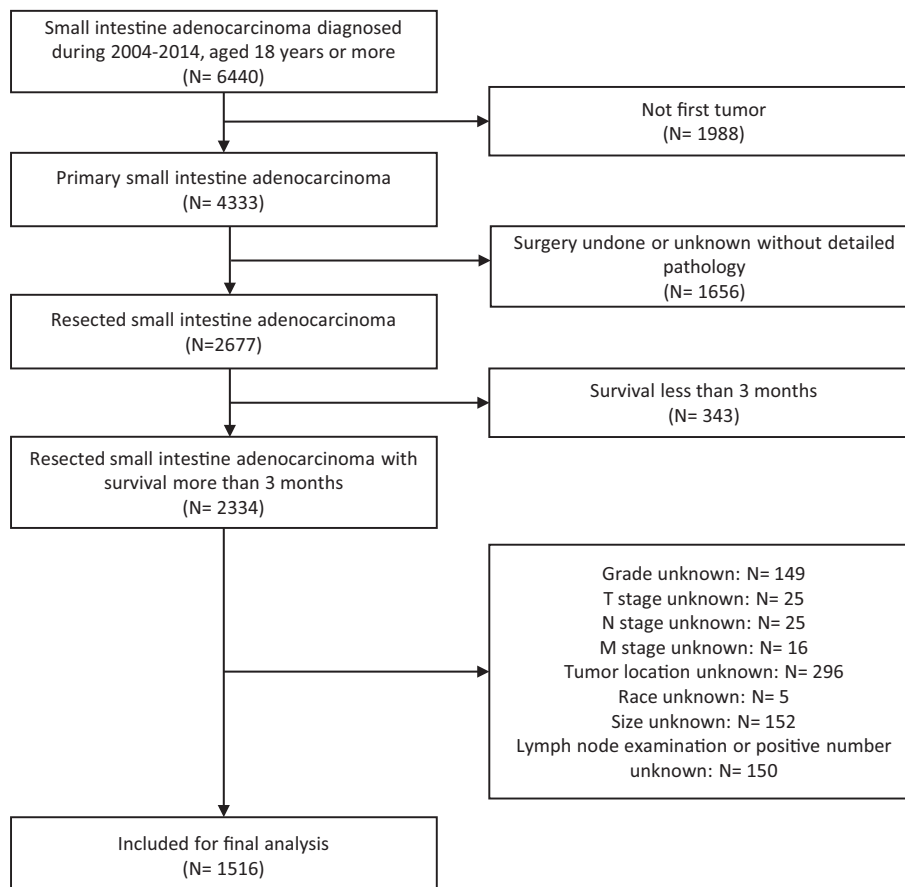 Small intestine adenocarcinoma diagnosed
during 2004-2014, aged 18 years or more
(N= 6440)
Not first tumor
(N= 1988)
Primary small intestine adenocarcinoma
(N= 4333)
Surgery undone or unknown without detailed
pathology
(N= 1656)
Resected small intestine adenocarcinoma
(N=2677)
Survival less than 3 months
(N= 343)
Resected small intestine adenocarcinoma with
survival more than 3 months
(N= 2334)
Grade unknown: N= 149
T stage unknown: N= 25
N stage unknown: N= 25
M stage unknown: N= 16
Tumor location unknown: N= 296
Race unknown: N= 5
Size unknown: N= 152
Lymph node examination or positive number
unknown: N= 150
Included for final analysis
(N= 1516)